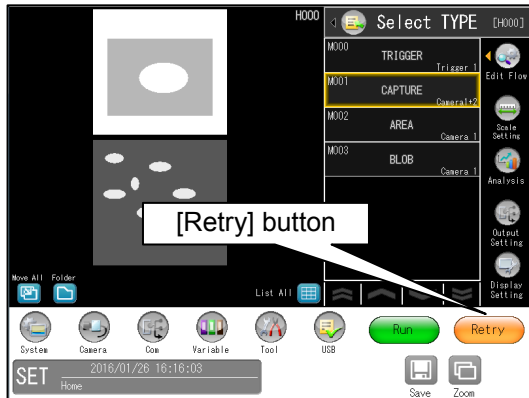 H000
Select TYPE [H000]
M000
TRIGGER
Trigger 1
M001
CAPTURE
Camera1+2
M002
AREA
Camera 1
M003
BLOB
Camera 1
Edit Flow
Scale
Setting
Analysis
Output
Setting
Display
Setting
[Retry] button
Move All Folder
List All
System Camera Com Variable Tool USB
Run Retry
SET 2016/01/26 16:16:03
Home
Save Zoom